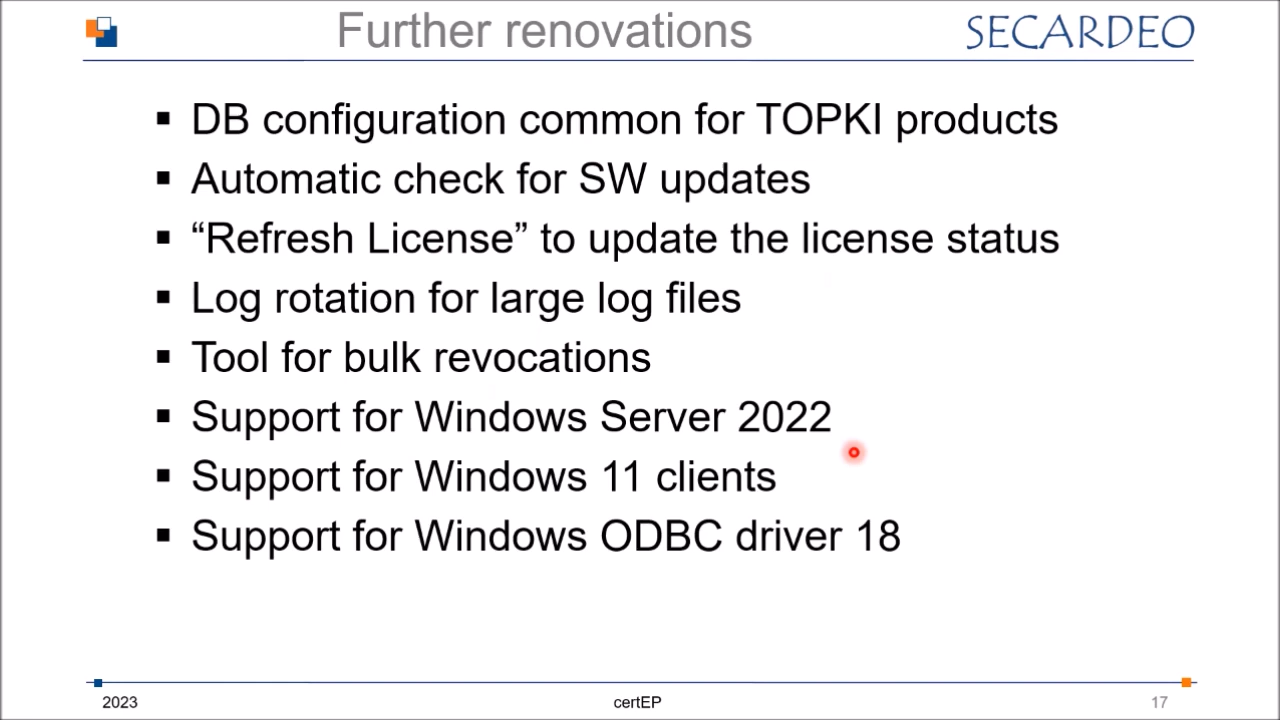 Further renovations
SECARDEO
▪ DB configuration common for TOPKI products
▪ Automatic check for SW updates
▪ “Refresh License” to update the license status
▪ Log rotation for large log files
▪ Tool for bulk revocations
▪ Support for Windows Server 2022
▪ Support for Windows 11 clients
▪ Support for Windows ODBC driver 18
2023
certEP
17